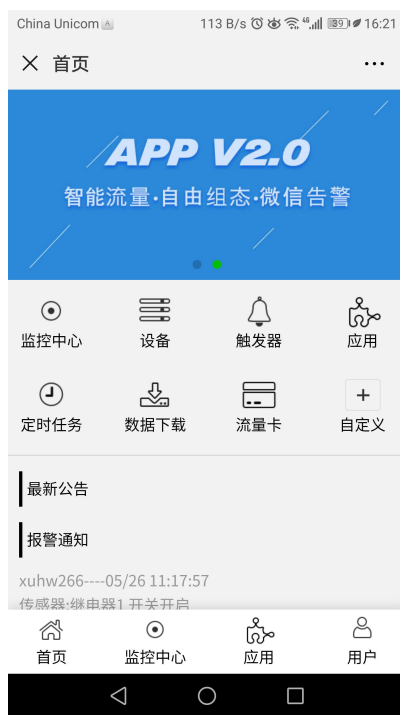 China Unicom 113 B/s 46 39 16:21
首页
APP V2.0
智能流量·自由组态·微信告警
监控中心 设备 触发器 应用
定时任务 数据下载 流量卡 自定义
最新公告
报警通知
xuhw266----05/26 11:17:57
传感器:继电器1 开关开启
首页 监控中心 应用 用户